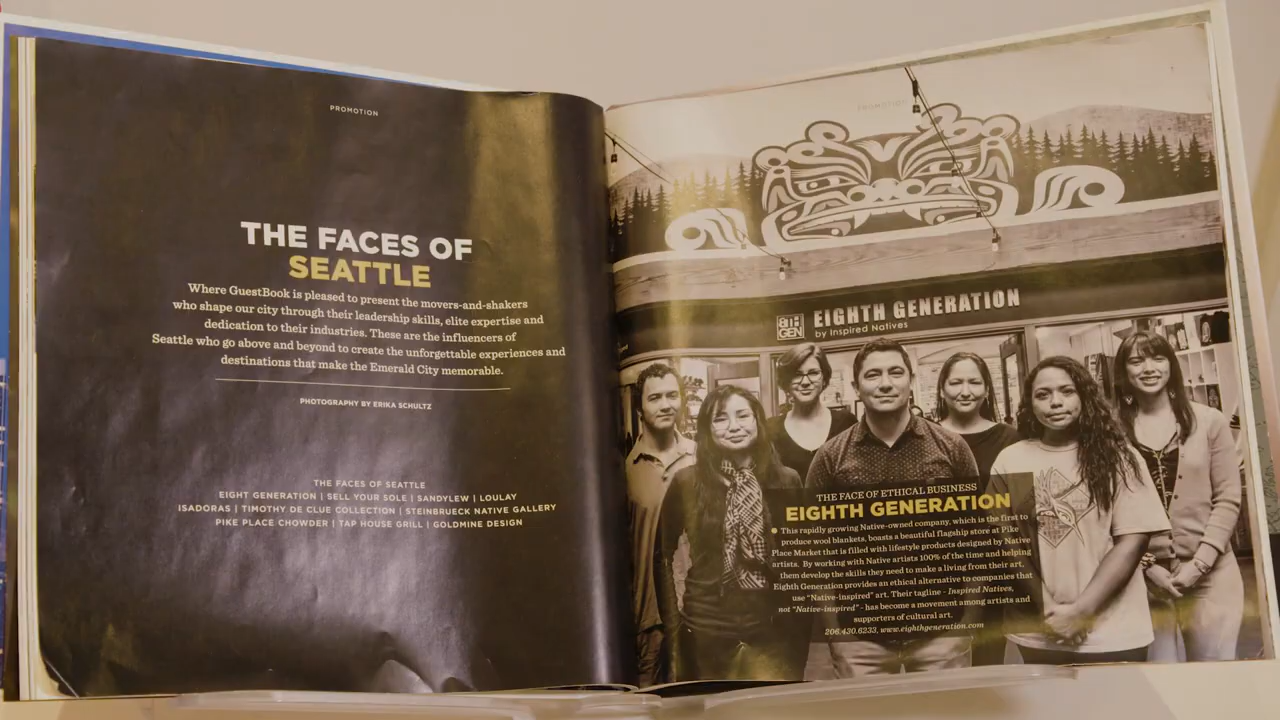 PROMOTION
THE FACES OF
SEATTLE
Where GuestBook is pleased to present the movers-and-shakers
who shape our city through their leadership skills, elite expertise and
dedication to their industries. These are the influencers of
Seattle who go above and beyond to create the unforgettable experiences and
destinations that make the Emerald City memorable.
PHOTOGRAPHY BY ERIKA SCHULTZ
THE FACES OF SEATTLE
EIGHT GENERATION | SELL YOUR SOLE | SANDYLEW | LOULAY
ISADORAS | TIMOTHY DE CLUE COLLECTION | STEINBRUECK NATIVE GALLERY
PIKE PLACE CHOWDER | TAP HOUSE GRILL | GOLDMINE DESIGN
PROMOTION
8TH
GEN
EIGHTH GENERATION
by Inspired Natives
THE FACE OF ETHICAL BUSINESS
EIGHTH GENERATION
This rapidly growing Native-owned company, which is the first to
produce wool blankets, boasts a beautiful flagship store at Pike
Place Market that is filled with lifestyle products designed by Native
artists. By working with Native artists 100% of the time and helping
them develop the skills they need to make a living from their art,
Eighth Generation provides an ethical alternative to companies that
use "Native-inspired" art. Their tagline - Inspired Natives,
not "Native-inspired" - has become a movement among artists and
supporters of cultural art.
206.430.6233, www.eighthgeneration.com